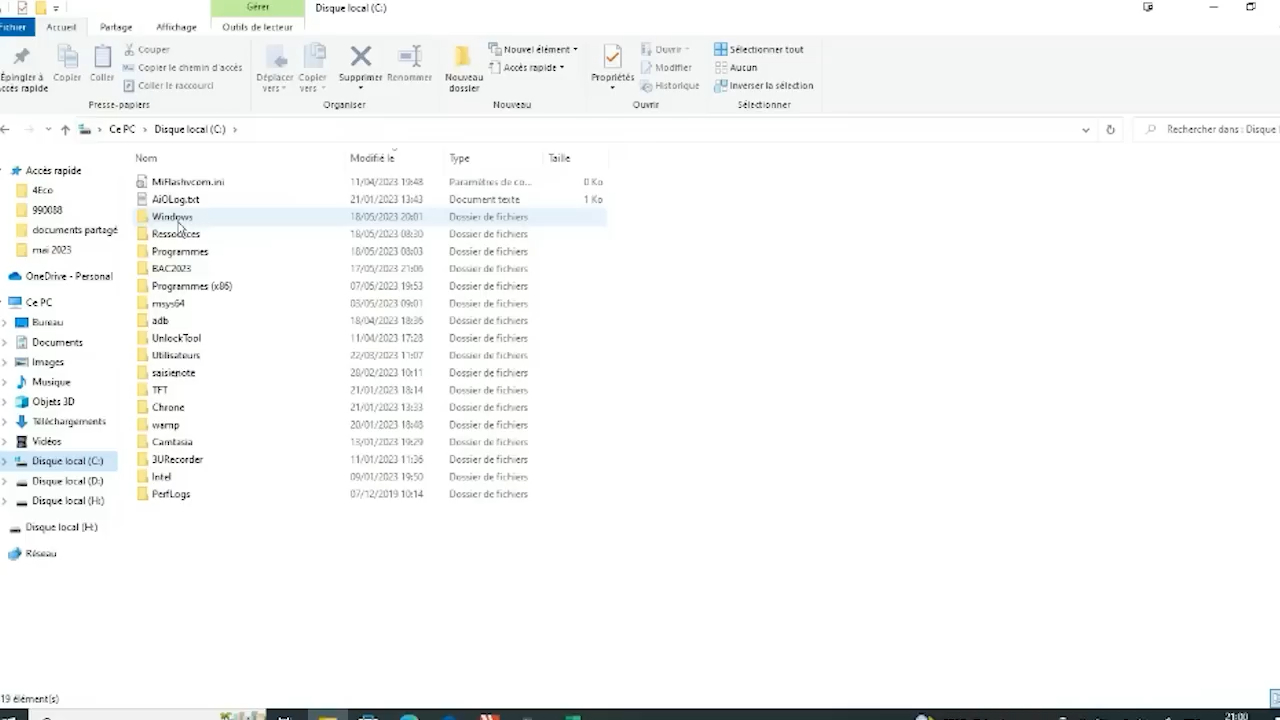 Gérer
Disque local (C:)
Fichier Accueil Partage Affichage Outils de lecteur
Épingler à Accès rapide
Copier
Coller
Couper
Copier le chemin d'accès
Coller le raccourci
Presse-papiers
Déplacer vers
Copier vers
Supprimer
Renommer
Organiser
Nouveau dossier
Nouvel élément
Accès rapide
Nouveau
Propriétés
Ouvrir
Modifier
Historique
Ouvrir
Sélectionner tout
Aucun
Inverser la sélection
Sélectionner
Ce PC > Disque local (C:) >
Rechercher dans : Disque
Accès rapide
4Eco
990088
documents partagé
mai 2023
OneDrive - Personal
Ce PC
Bureau
Documents
Images
Musique
Objets 3D
Téléchargements
Vidéos
Disque local (C:)
Disque local (D:)
Disque local (H:)
Disque local (H:)
Réseau
Nom Modifié le Type Taille
MiFlashvcom.ini 11/04/2023 19:48 Paramètres de co... 0 Ko
AiOLog.txt 21/01/2023 13:43 Document texte 1 Ko
Windows 18/05/2023 20:01 Dossier de fichiers
Ressources 18/05/2023 08:30 Dossier de fichiers
Programmes 18/05/2023 08:03 Dossier de fichiers
BAC2023 17/05/2023 21:06 Dossier de fichiers
Programmes (x86) 07/05/2023 19:53 Dossier de fichiers
msys64 03/05/2023 09:01 Dossier de fichiers
adb 18/04/2023 18:36 Dossier de fichiers
UnlockTool 11/04/2023 17:28 Dossier de fichiers
Utilisateurs 22/03/2023 11:07 Dossier de fichiers
saisienote 28/02/2023 10:11 Dossier de fichiers
TFT 21/01/2023 18:14 Dossier de fichiers
Chrone 21/01/2023 13:33 Dossier de fichiers
wamp 20/01/2023 18:48 Dossier de fichiers
Camtasia 13/01/2023 19:29 Dossier de fichiers
3URecorder 11/01/2023 11:36 Dossier de fichiers
Intel 09/01/2023 19:50 Dossier de fichiers
PerfLogs 07/12/2019 10:14 Dossier de fichiers
19 élément(s)
21:00